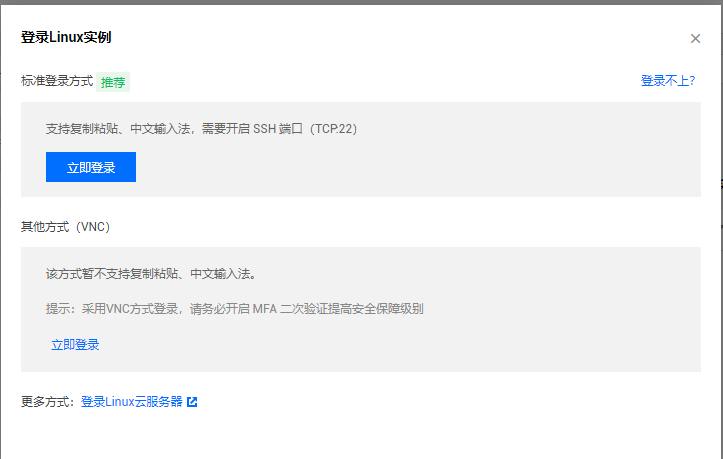 登录Linux实例
标准登录方式 推荐 登录不上?
支持复制粘贴、中文输入法，需要开启 SSH 端口（TCP:22）
立即登录
其他方式（VNC）
该方式暂不支持复制粘贴、中文输入法。
提示：采用VNC方式登录，请务必开启 MFA 二次验证提高安全保障级别
立即登录
更多方式：登录Linux云服务器